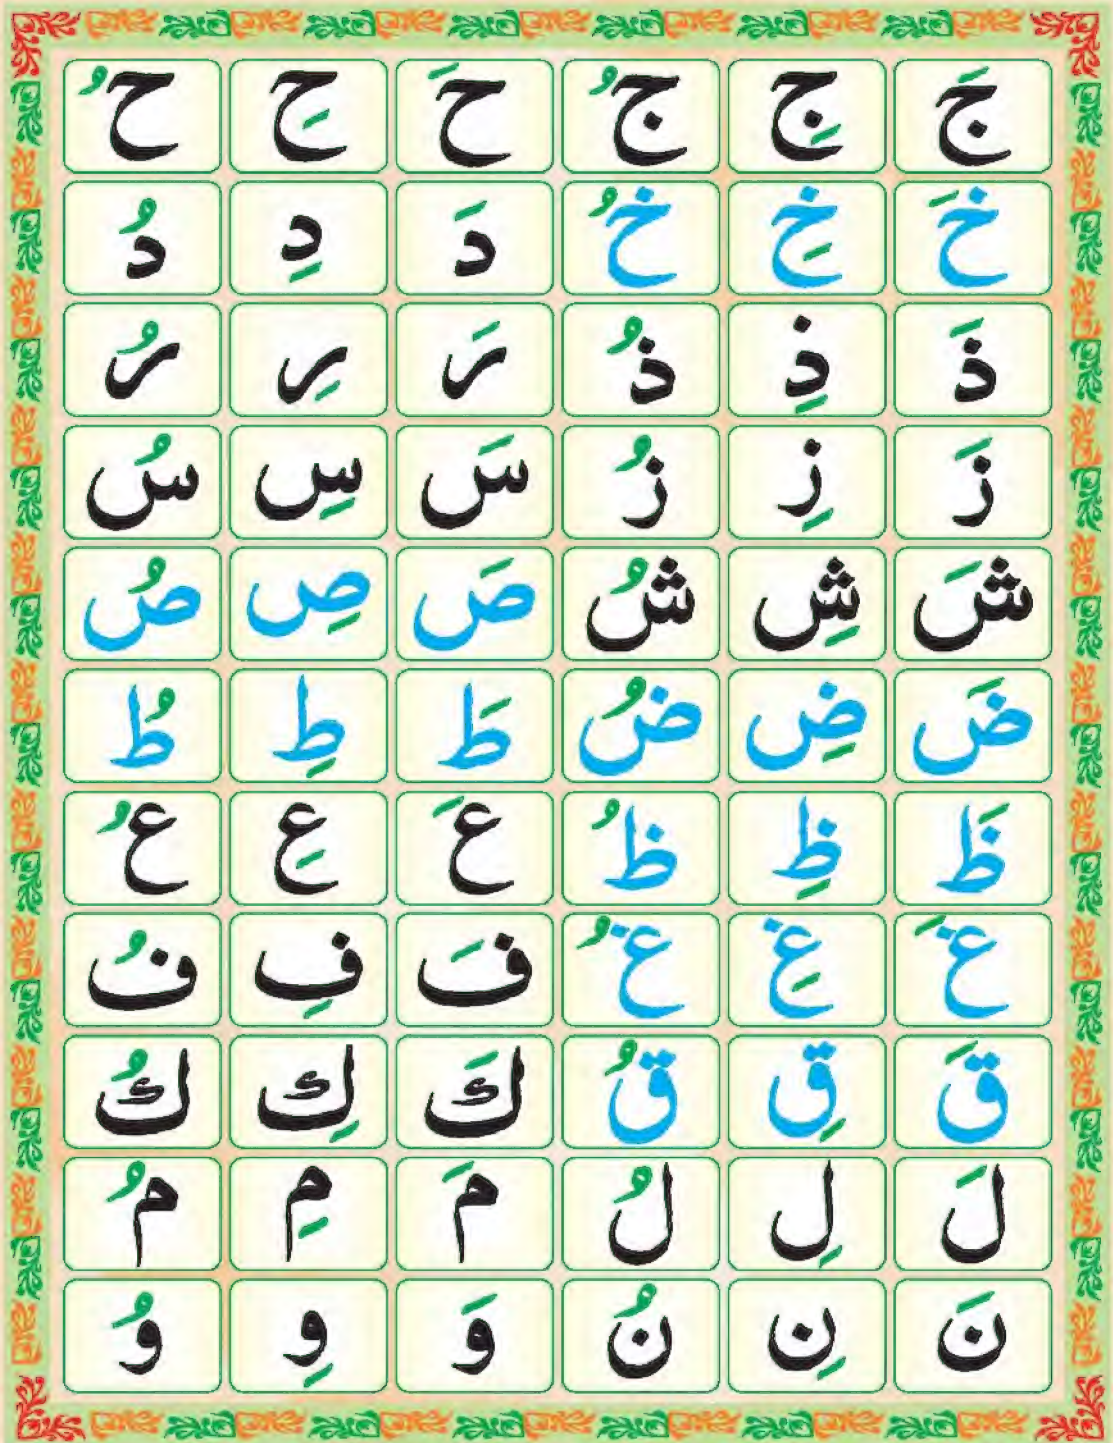 جَ جِ جُ حَ حِ حُ
خَ خِ خُ دَ دِ دُ
ذَ ذِ ذُ رَ رِ رُ
زَ زِ زُ سَ سِ سُ
شَ شِ شُ صَ صِ صُ
ضَ ضِ ضُ طَ طِ طُ
ظَ ظِ ظُ عَ عِ عُ
غَ غِ غُ فَ فِ فُ
قَ قِ قُ كَ كِ كُ
لَ لِ لُ مَ مِ مُ
نَ نِ نُ وَ وِ وُ